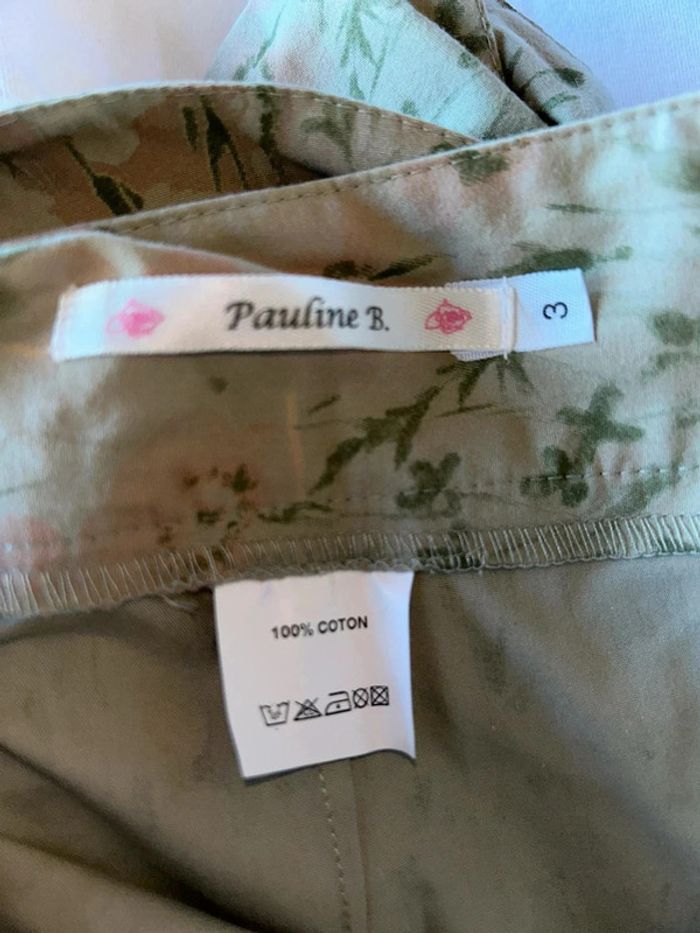 Pauline B.
3
100% COTON